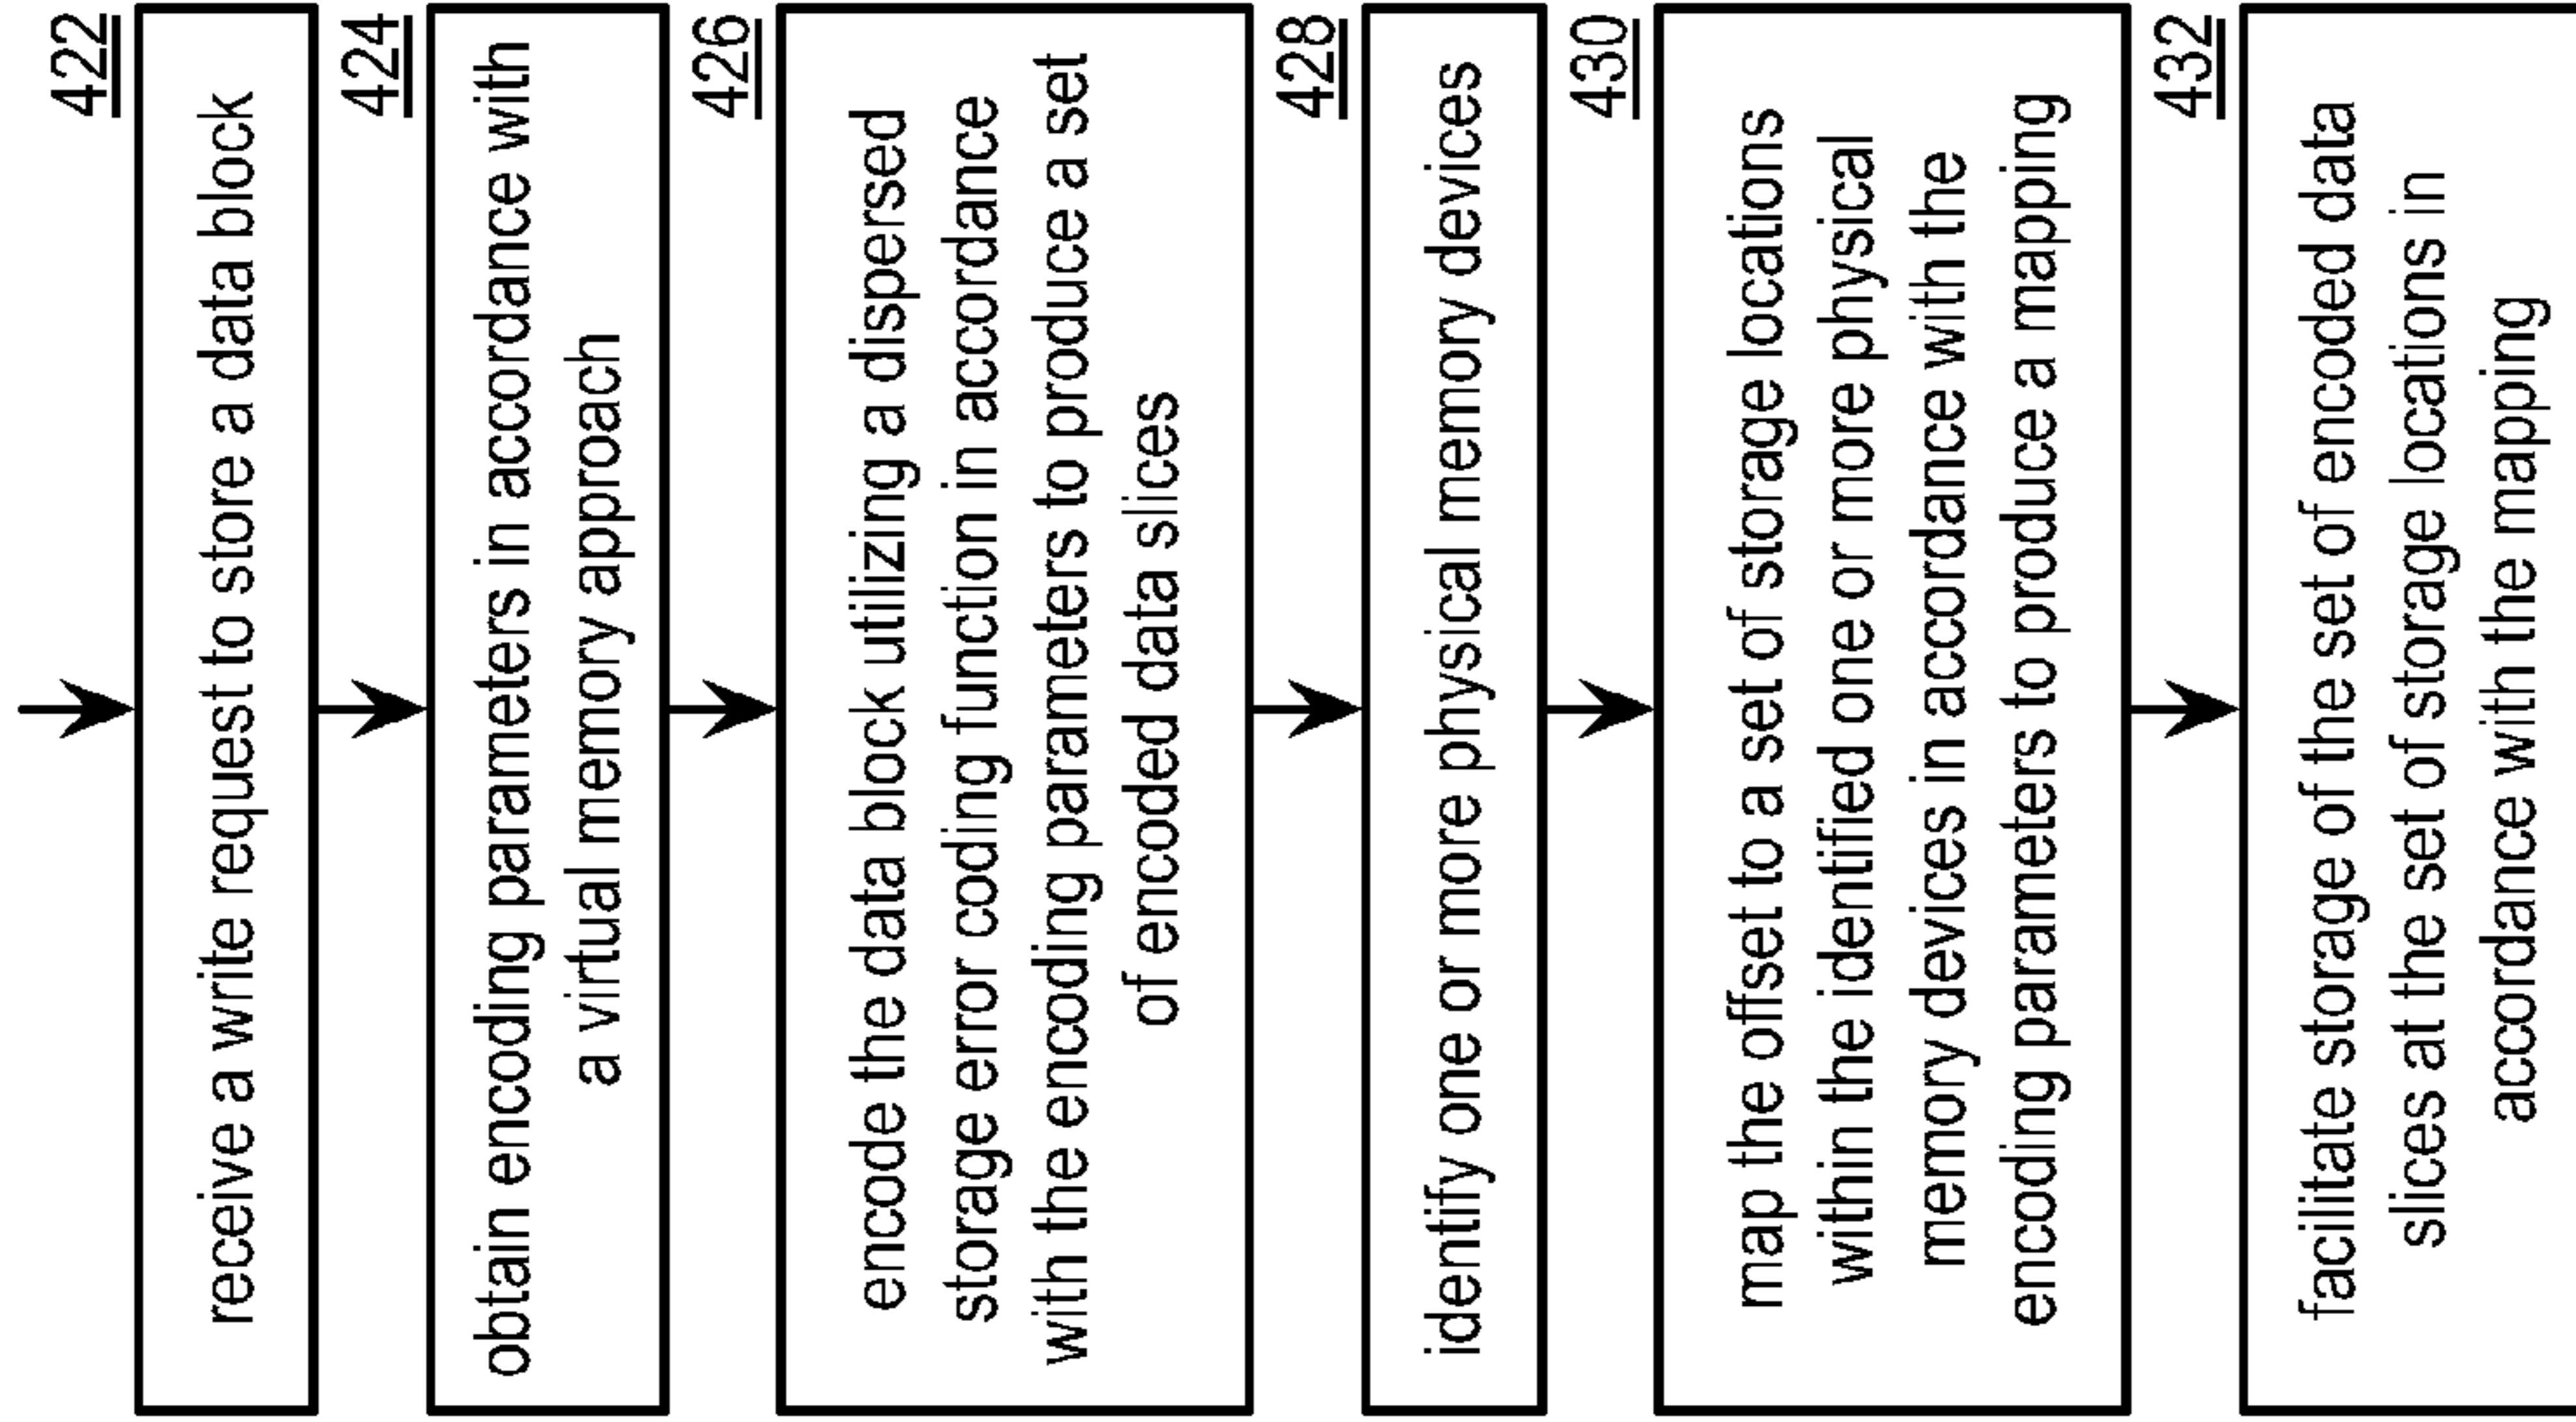 422
receive a write request to store a data block
424
obtain encoding parameters in accordance with
a virtual memory approach
426
encode the data block utilizing a dispersed
storage error coding function in accordance
with the encoding parameters to produce a set
of encoded data slices
428
identify one or more physical memory devices
430
map the offset to a set of storage locations
within the identified one or more physical
memory devices in accordance with the
encoding parameters to produce a mapping
432
facilitate storage of the set of encoded data
slices at the set of storage locations in
accordance with the mapping